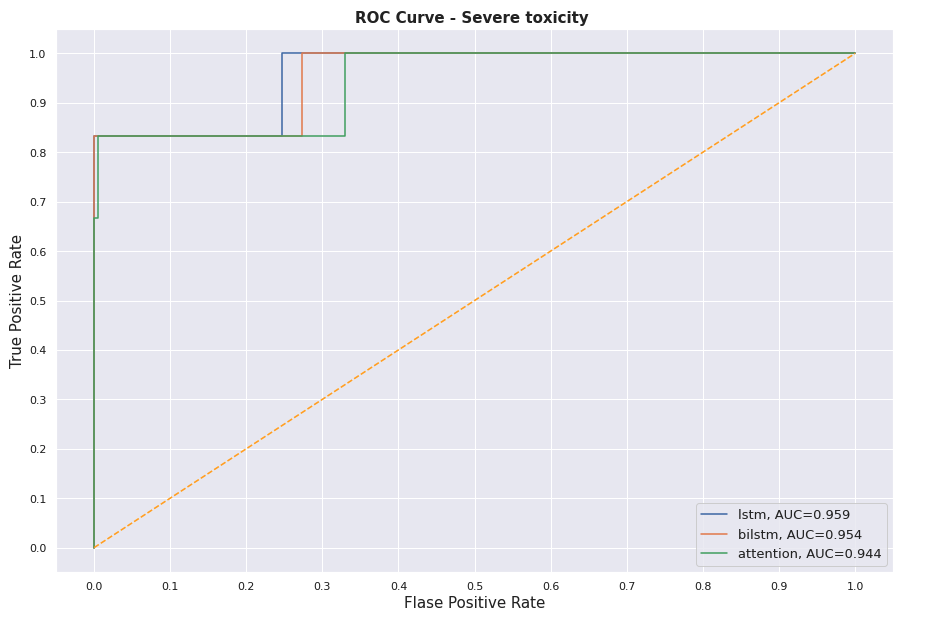 ROC Curve - Severe toxicity
True Positive Rate
1.0
0.9
0.8
0.7
0.6
0.5
0.4
0.3
0.2
0.1
0.0
0.0 0.1 0.2 0.3 0.4 0.5 0.6 0.7 0.8 0.9 1.0
Flase Positive Rate
lstm, AUC=0.959
bilstm, AUC=0.954
attention, AUC=0.944